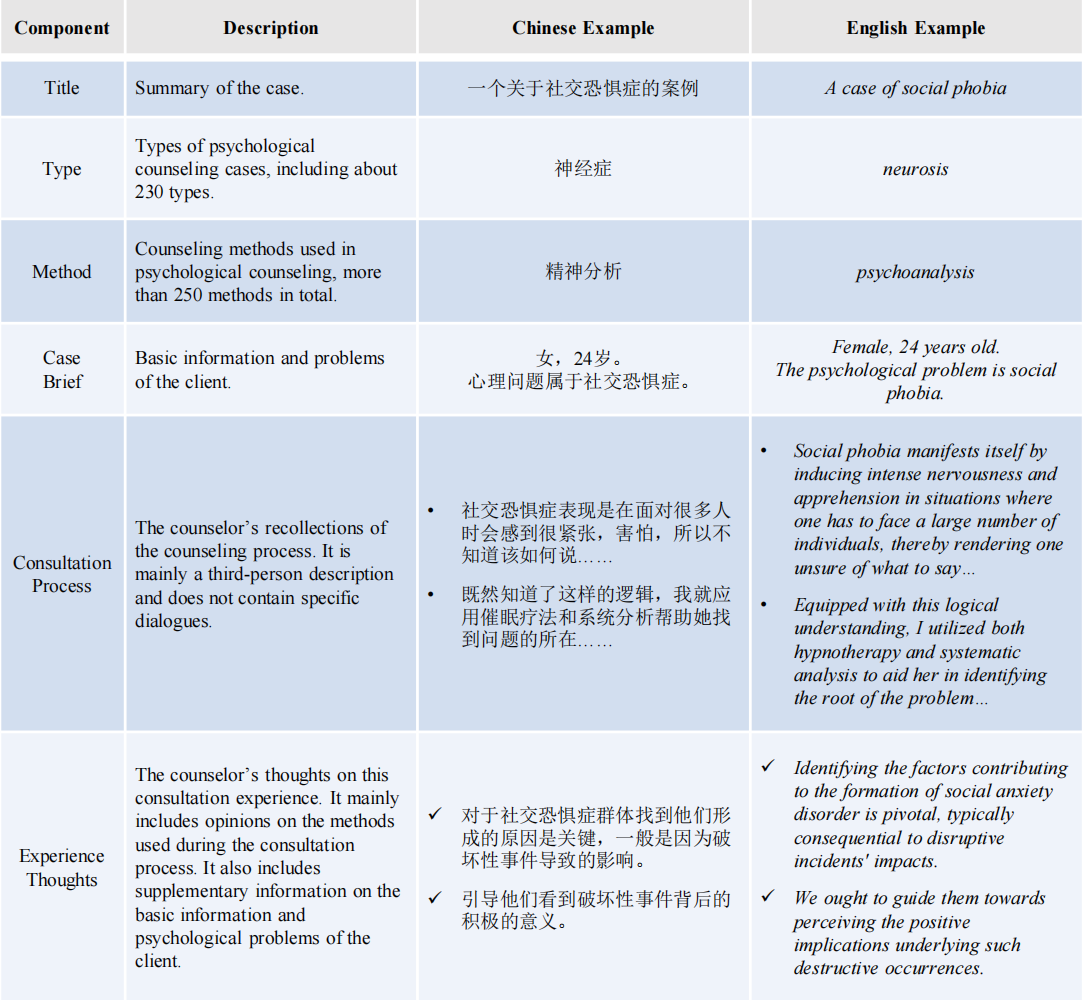 Component
Description
Chinese Example
English Example
Title
Summary of the case.
一个关于社交恐惧症的案例
A case of social phobia
Type
Types of psychological
counseling cases, including about
230 types.
神经症
neurosis
Method
Counseling methods used in
psychological counseling, more
than 250 methods in total.
精神分析
psychoanalysis
Case
Brief
Basic information and problems
of the client.
女，24岁。
心理问题属于社交恐惧症。
Female, 24 years old.
The psychological problem is social
phobia.
Consultation
Process
The counselor’s recollections of
the counseling process. It is
mainly a third-person description
and does not contain specific
dialogues.
• 社交恐惧症表现是在面对很多人
时会感到很紧张，害怕，所以不
知道该如何说……
• 既然知道了这样的逻辑，我就应
用催眠疗法和系统分析帮助她找
到问题的所在……
• Social phobia manifests itself by
inducing intense nervousness and
apprehension in situations where
one has to face a large number of
individuals, thereby rendering one
unsure of what to say…
• Equipped with this logical
understanding, I utilized both
hypnotherapy and systematic
analysis to aid her in identifying
the root of the problem…
Experience
Thoughts
The counselor’s thoughts on this
consultation experience. It mainly
includes opinions on the methods
used during the consultation
process. It also includes
supplementary information on the
basic information and
psychological problems of the
client.
✓ 对于社交恐惧症群体找到他们形
成的原因是关键，一般是因为破
坏性事件导致的影响。
✓ 引导他们看到破坏性事件背后的
积极的意义。
✓ Identifying the factors contributing
to the formation of social anxiety
disorder is pivotal, typically
consequential to disruptive
incidents' impacts.
✓ We ought to guide them towards
perceiving the positive
implications underlying such
destructive occurrences.